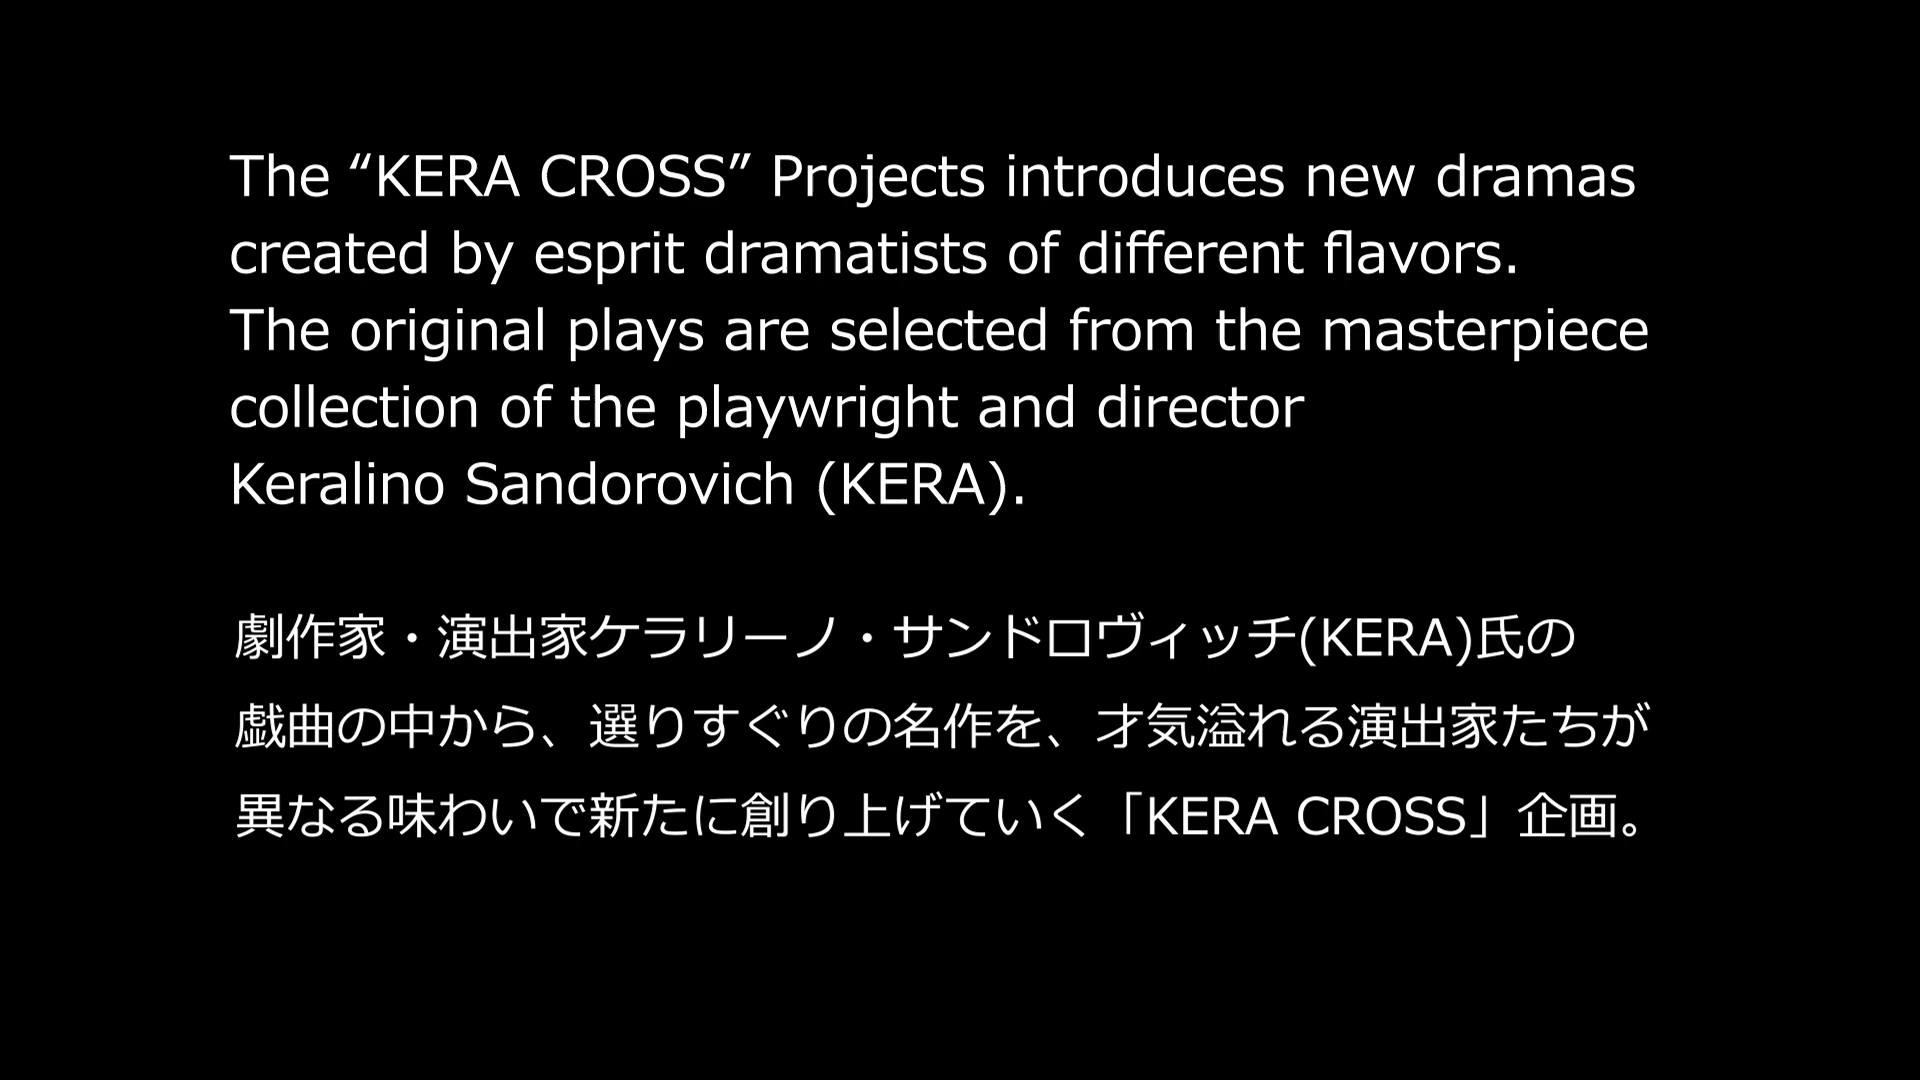 The “KERA CROSS” Projects introduces new dramas
created by esprit dramatists of different flavors.
The original plays are selected from the masterpiece
collection of the playwright and director
Keralino Sandorovich (KERA).
劇作家・演出家ケラリーノ・サンドロヴィッチ(KERA)氏の
戯曲の中から、選りすぐりの名作を、才気溢れる演出家たちが
異なる味わいで新たに創り上げていく「KERA CROSS」企画。